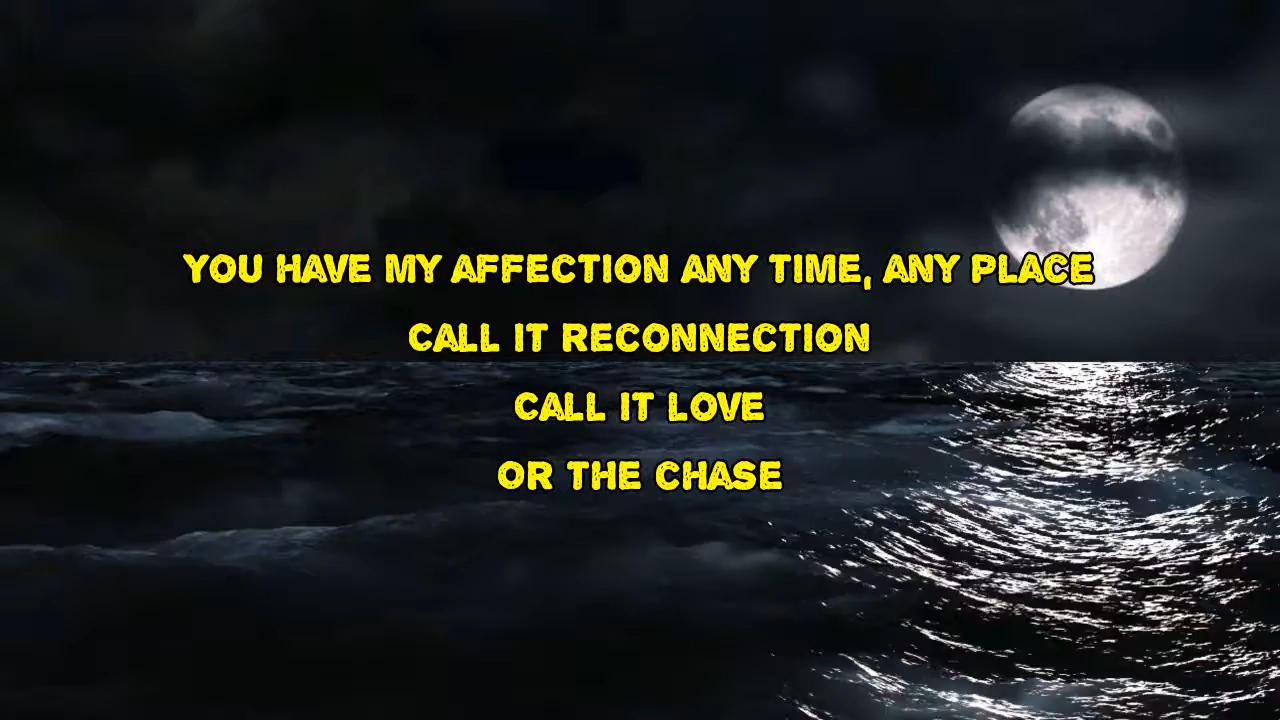 YOU HAVE MY AFFECTION ANY TIME, ANY PLACE
CALL IT RECONNECTION
CALL IT LOVE
OR THE CHASE